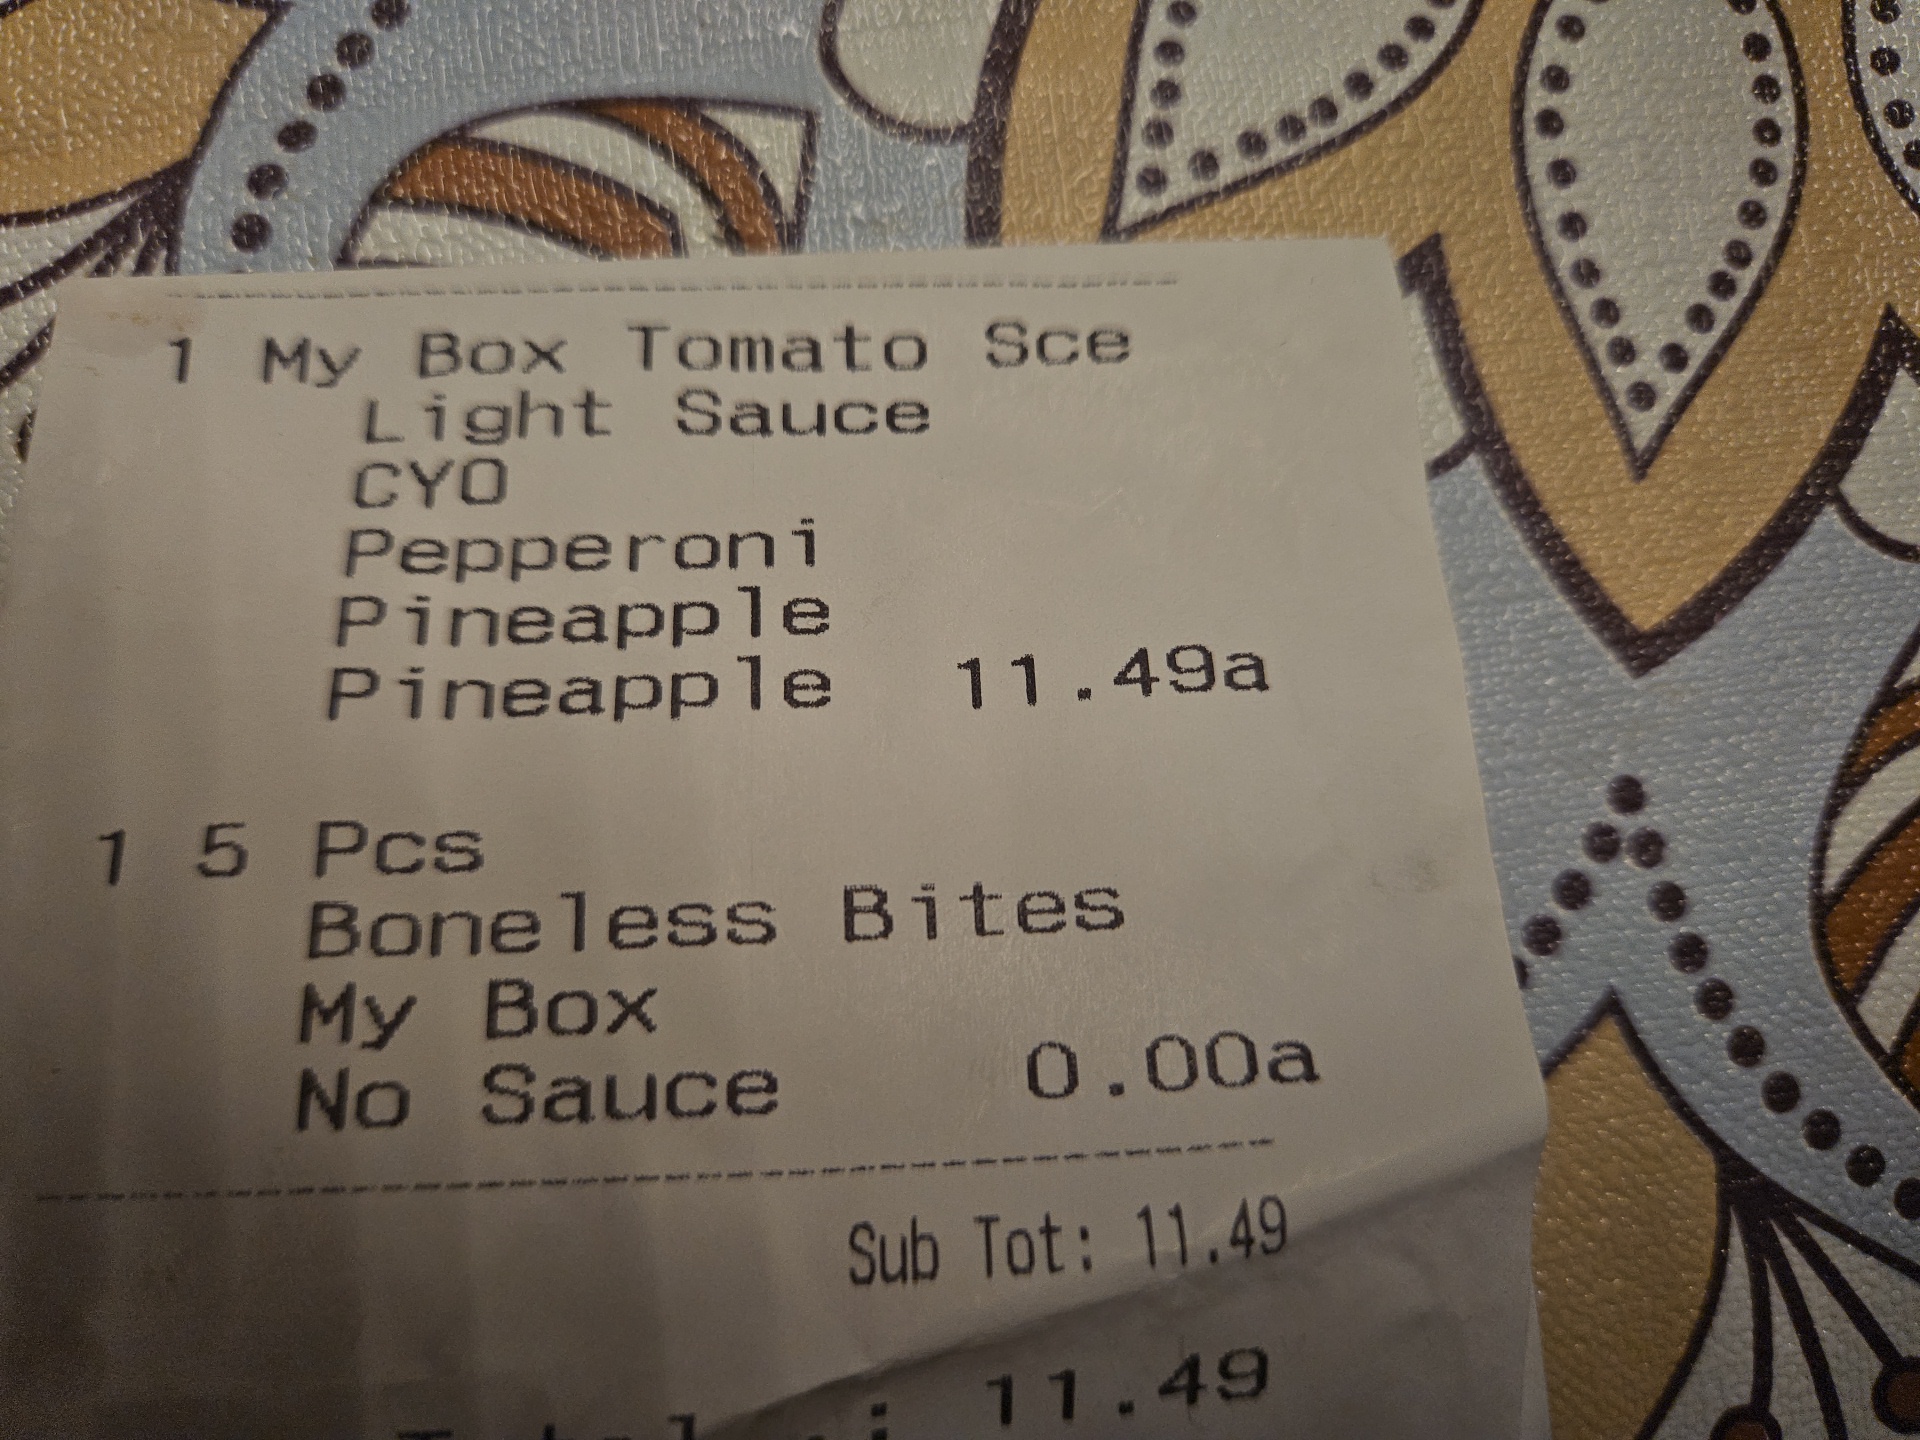 1 My Box Tomato Sce
Light Sauce
CYO
Pepperoni
Pineapple
Pineapple 11.49a
1 5 Pcs
Boneless Bites
My Box
No Sauce 0.00a
Sub Tot: 11.49
11.49